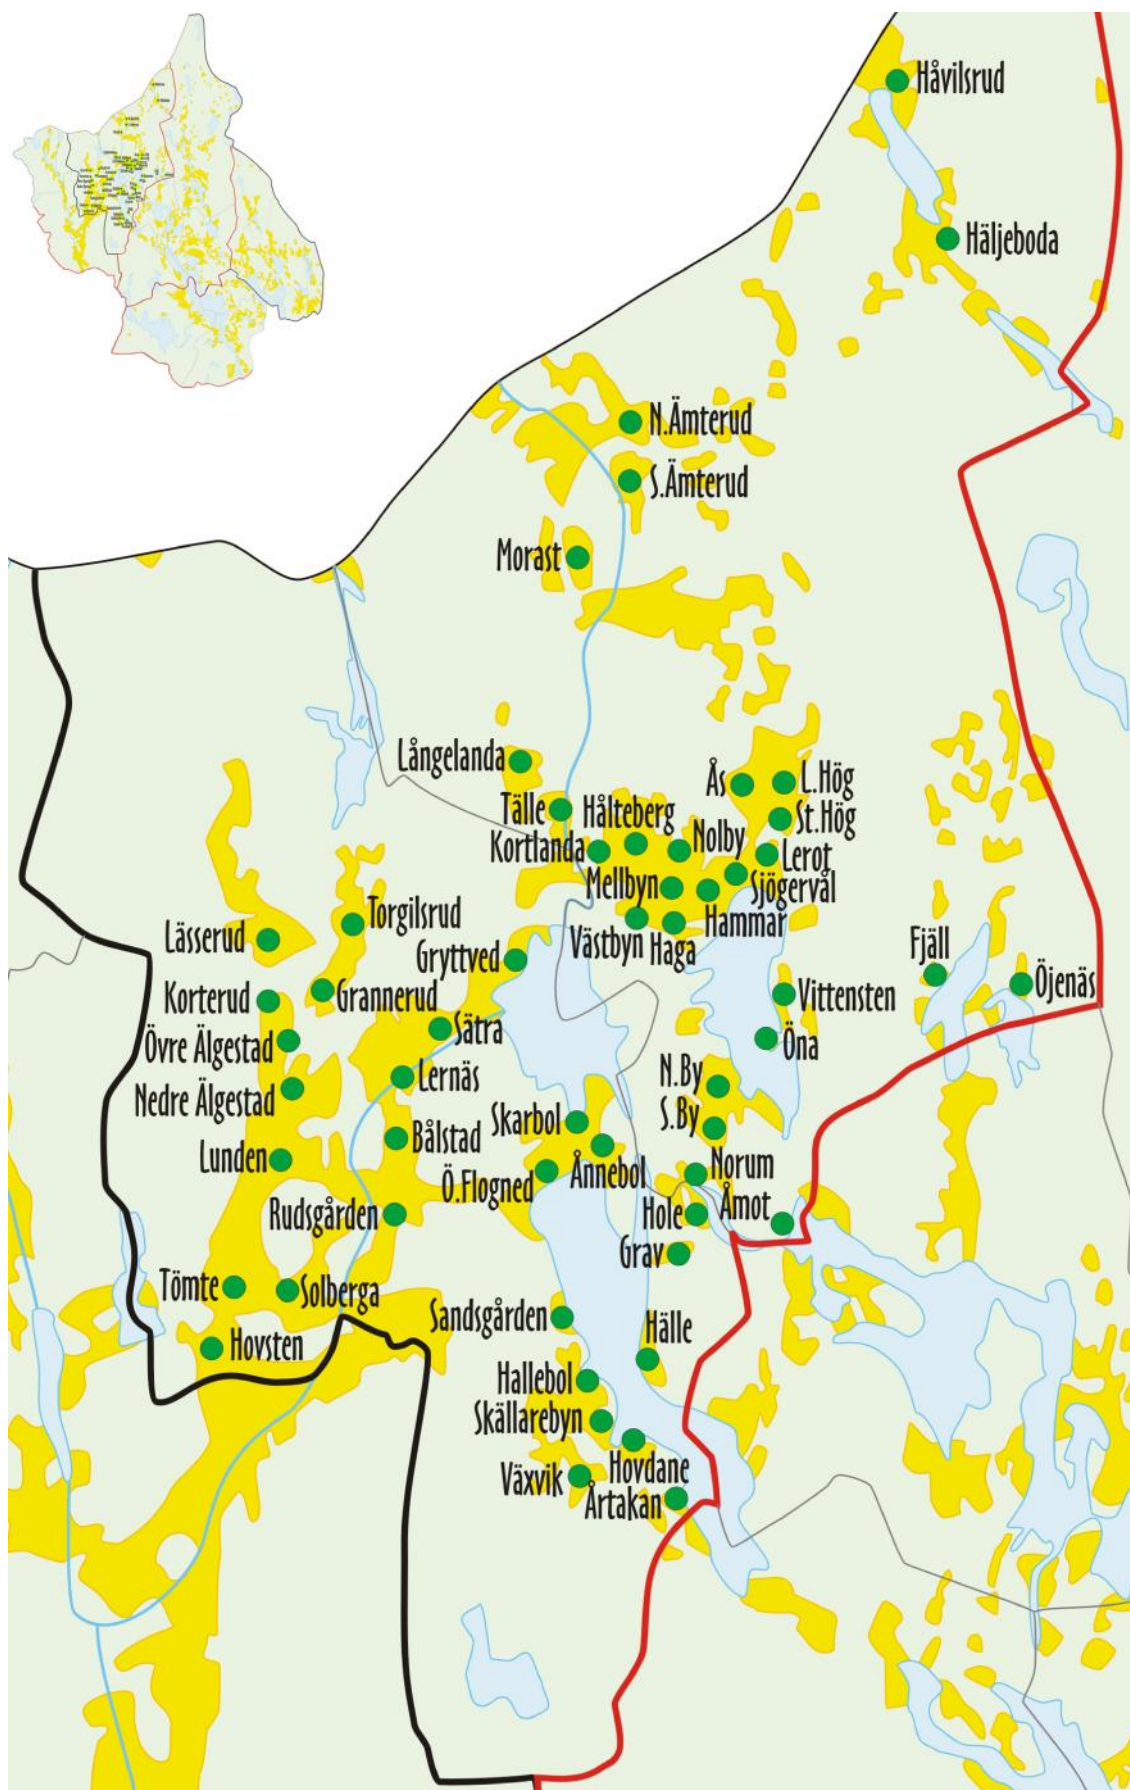 Håvilsrud
Häljeboda
N.Ämterud
S.Ämterud
Morast
Långelanda
Ås
L.Hög
Tälle
Hålteberg
St.Hög
Kortlanda
Nolby
Lerot
Mellbyn
Sjögervål
Torgilsrud
Hammar
Lässerud
Västbyn
Haga
Gryttved
Fjäll
Öjenäs
Korterud
Grannerud
Vittensten
Sätra
Övre Älgestad
Öna
Lernäs
N.By
Nedre Älgestad
Skarbol
S.By
Bålstad
Lunden
Ånnebol
Norum
Ö.Flogned
Rudsgården
Hole
Åmot
Grav
Tömte
Solberga
Sandsgården
Hälle
Hovsten
Hallebol
Skällarebyn
Hovdane
Växvik
Årtakan